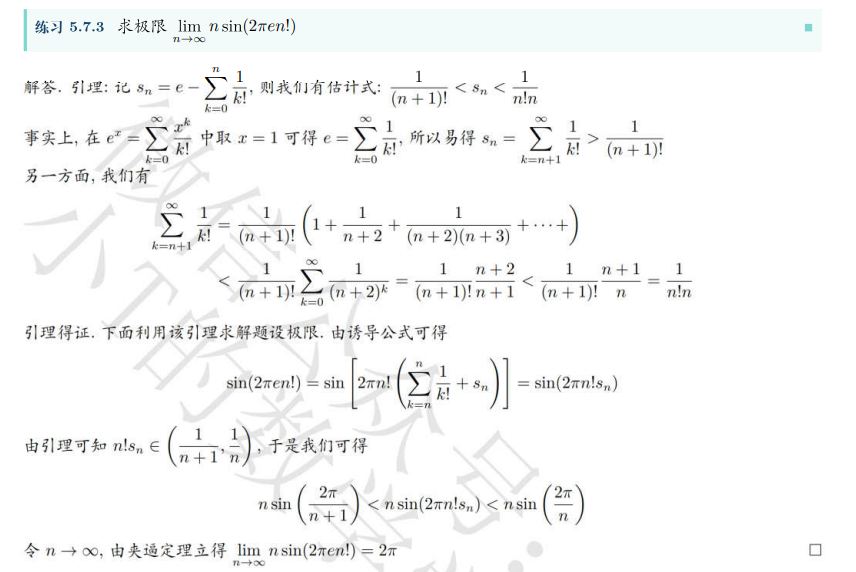 练习 5.7.3 求极限 $\lim_{n\to\infty} n\sin(2\pi en!)$
解答. 引理: 记 $s_n = e - \sum_{k=0}^{n} \frac{1}{k!}$, 则我们有估计式: $\frac{1}{(n+1)!} < s_n < \frac{1}{n!n}$
事实上, 在 $e^x = \sum_{k=0}^{\infty} \frac{x^k}{k!}$ 中取 $x = 1$ 可得 $e = \sum_{k=0}^{\infty} \frac{1}{k!}$, 所以易得 $s_n = \sum_{k=n+1}^{\infty} \frac{1}{k!} > \frac{1}{(n+1)!}$
另一方面, 我们有
$\sum_{k=n+1}^{\infty} \frac{1}{k!} = \frac{1}{(n+1)!} \left(1 + \frac{1}{n+2} + \frac{1}{(n+2)(n+3)} + \cdots + \right)$
$< \frac{1}{(n+1)!} \sum_{k=0}^{\infty} \frac{1}{(n+2)^k} = \frac{1}{(n+1)!} \frac{n+2}{n+1} < \frac{1}{(n+1)!} \frac{n+1}{n} = \frac{1}{n!n}$
引理得证. 下面利用该引理求解题设极限. 由诱导公式可得
$\sin(2\pi en!) = \sin \left[ 2\pi n! \left( \sum_{k=n}^{n} \frac{1}{k!} + s_n \right) \right] = \sin(2\pi n! s_n)$
由引理可知 $n! s_n \in \left( \frac{1}{n+1}, \frac{1}{n} \right)$, 于是我们可得
$n \sin \left( \frac{2\pi}{n+1} \right) < n \sin(2\pi n! s_n) < n \sin \left( \frac{2\pi}{n} \right)$
令 $n \to \infty$, 由夹逼定理立得 $\lim_{n\to\infty} n\sin(2\pi en!) = 2\pi$ □